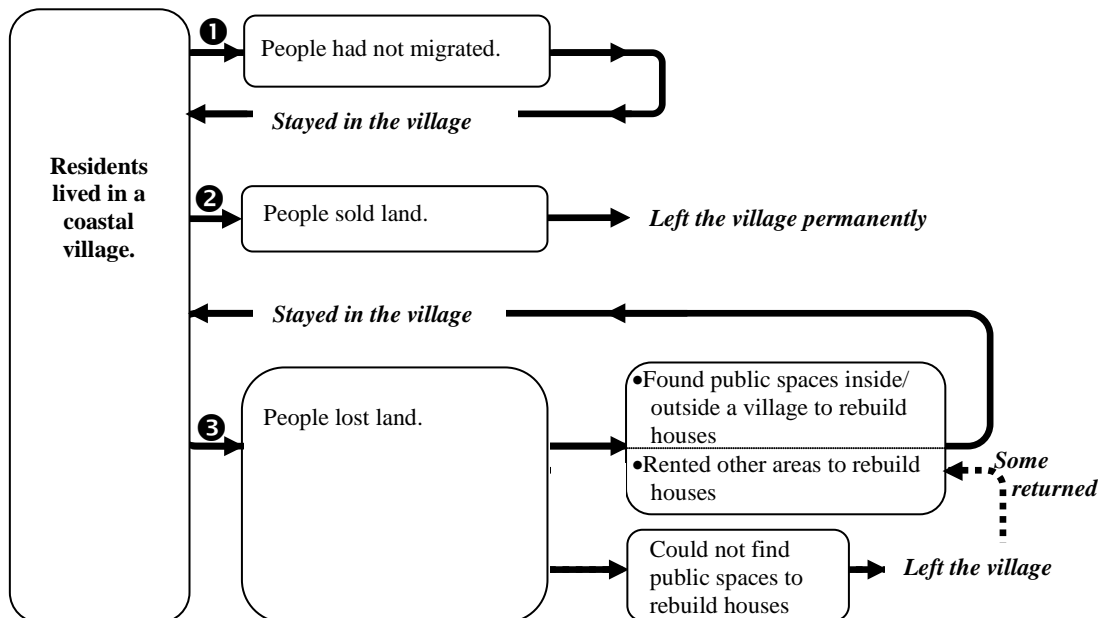 ❶
People had not migrated.
Stayed in the village
Residents
lived in a
coastal
village.
❷
People sold land.
Left the village permanently
Stayed in the village
❸
People lost land.
•Found public spaces inside/
outside a village to rebuild
houses
•Rented other areas to rebuild
houses
Some
returned
Could not find
public spaces to
rebuild houses
Left the village